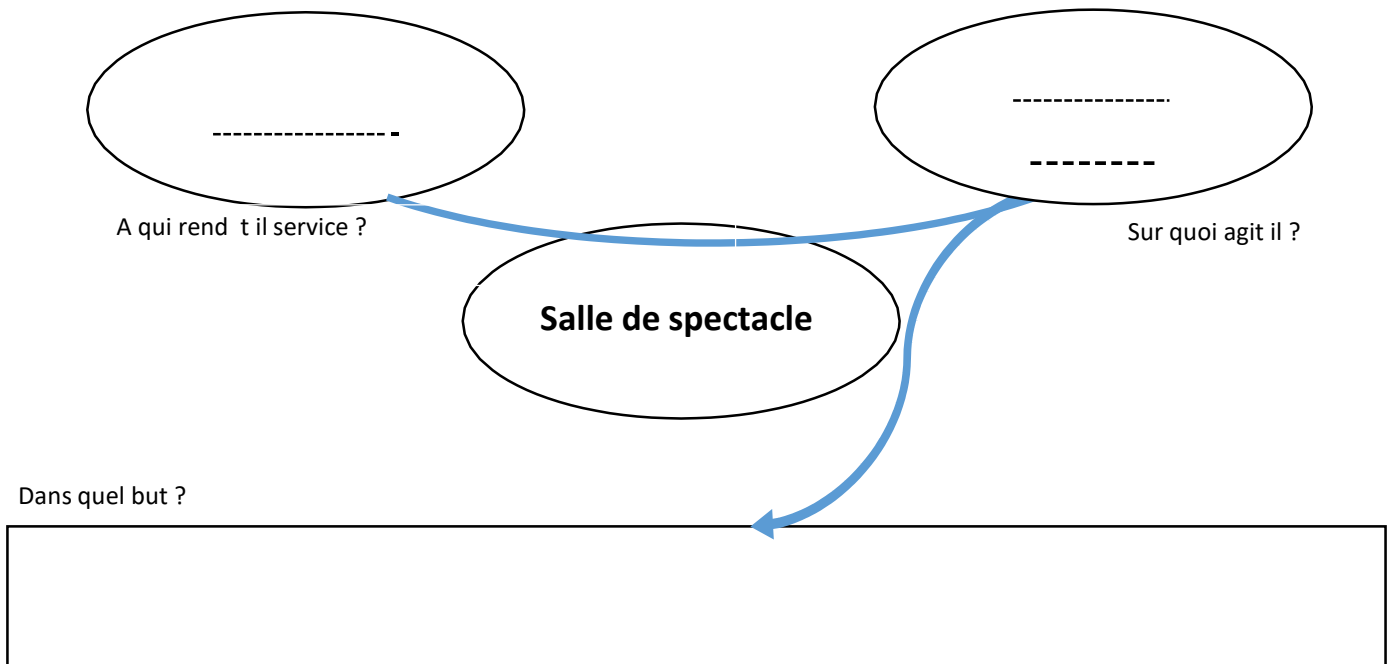 A qui rend t il service ?
Sur quoi agit il ?
Salle de spectacle
Dans quel but ?